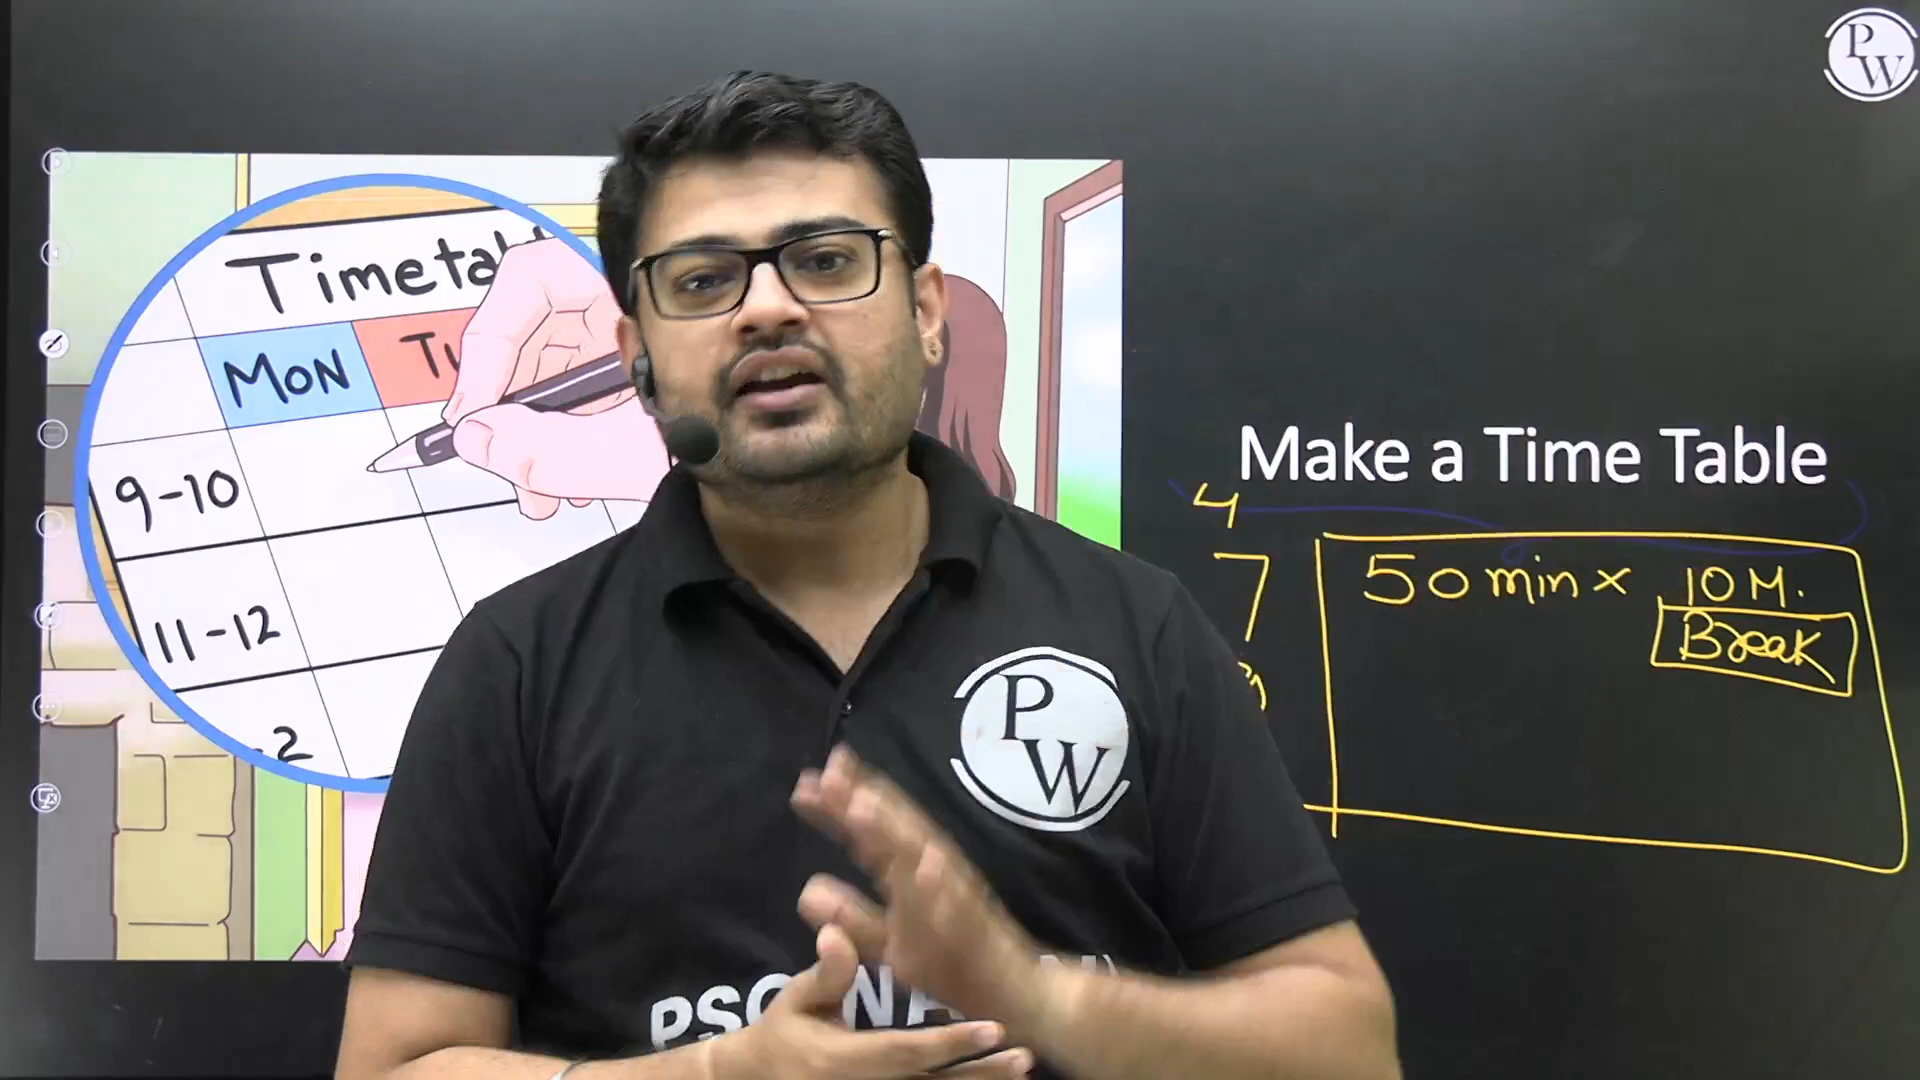 PW
Timeta
MON
TU
9-10
11-12
-2
Make a Time Table
4
7
50 min x 10 M.
Break
PW
PSC